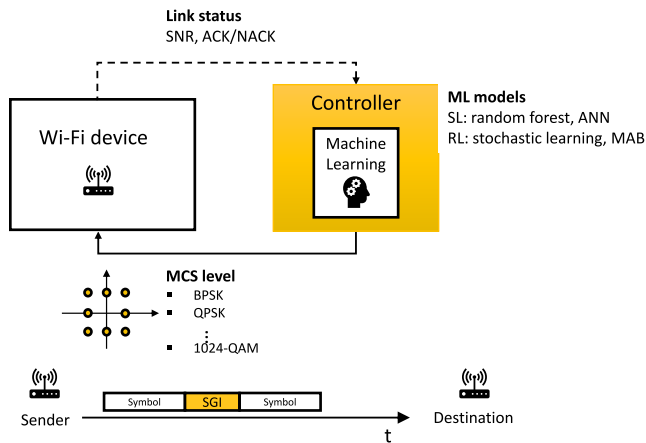 Link status
SNR, ACK/NACK
Controller
ML models
SL: random forest, ANN
RL: stochastic learning, MAB
Wi-Fi device
Machine
Learning
MCS level
▪ BPSK
▪ QPSK
⋮
▪ 1024-QAM
Symbol SGI Symbol
Sender
Destination
t